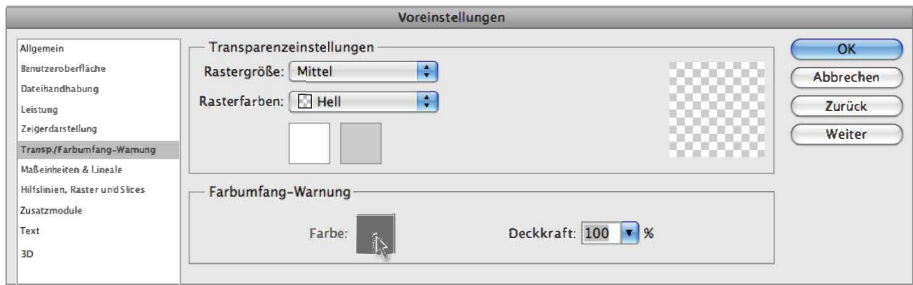 Voreinstellungen
Allgemein
Benutzeroberfläche
Dateihandhabung
Leistung
Zeigerdarstellung
Transp./Farbumfang-Warnung
Maßeinheiten & Lineale
Hilfslinien, Raster und Slices
Zusatzmodule
Text
3D
Transparenzeinstellungen
Rastergröße: Mittel
Rasterfarben: Hell
Farbumfang-Warnung
Farbe:
Deckkraft: 100 %
OK
Abbrechen
Zurück
Weiter